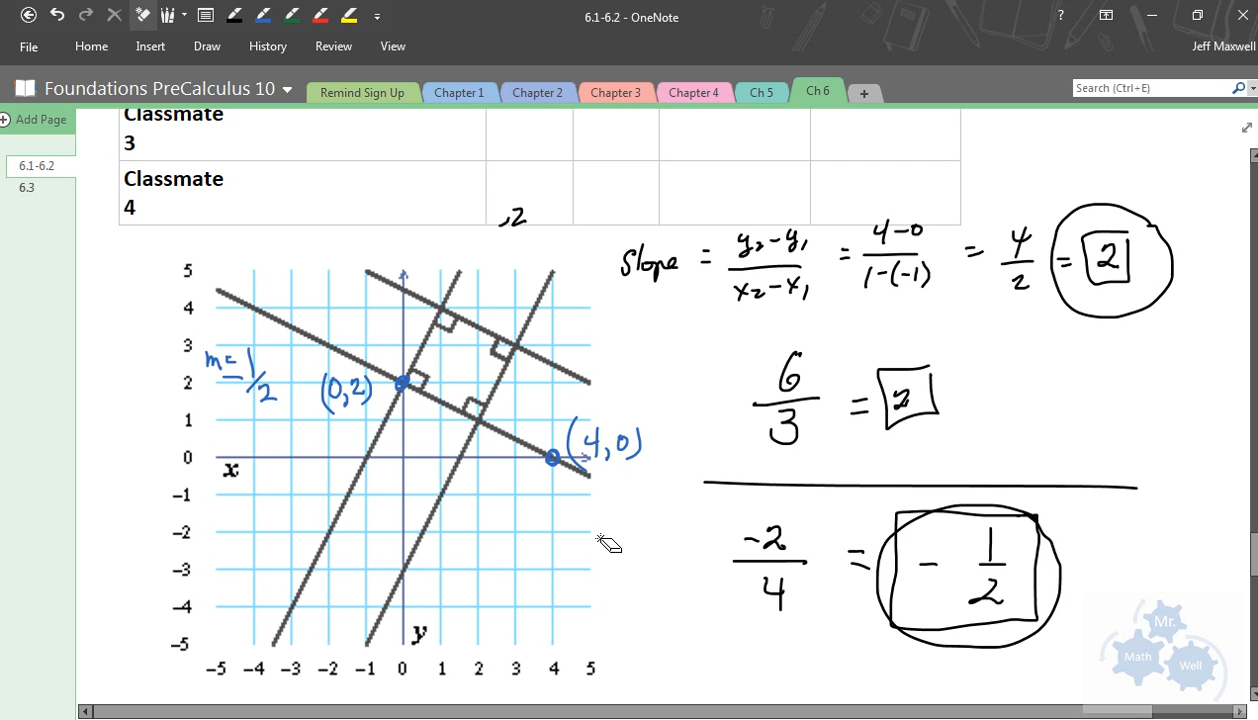 6.1-6.2 - OneNote
File Home Insert Draw History Review View
Jeff Maxwell
Foundations PreCalculus 10 Remind Sign Up Chapter 1 Chapter 2 Chapter 3 Chapter 4 Ch 5 Ch 6
Search (Ctrl+E)
Add Page
6.1-6.2
6.3
Classmate
3
Classmate
4
,2
Slope = y₂-y₁ / x₂-x₁ = 4-0 / 1-(-1) = 4/2 = 2
6/3 = 2
-2/4 = - 1/2
m= 1/2
(0,2)
(4,0)
5
4
3
2
1
0
x
-1
-2
-3
-4
y
-5
-5 -4 -3 -2 -1 0 1 2 3 4 5
Mr.
Math
Well